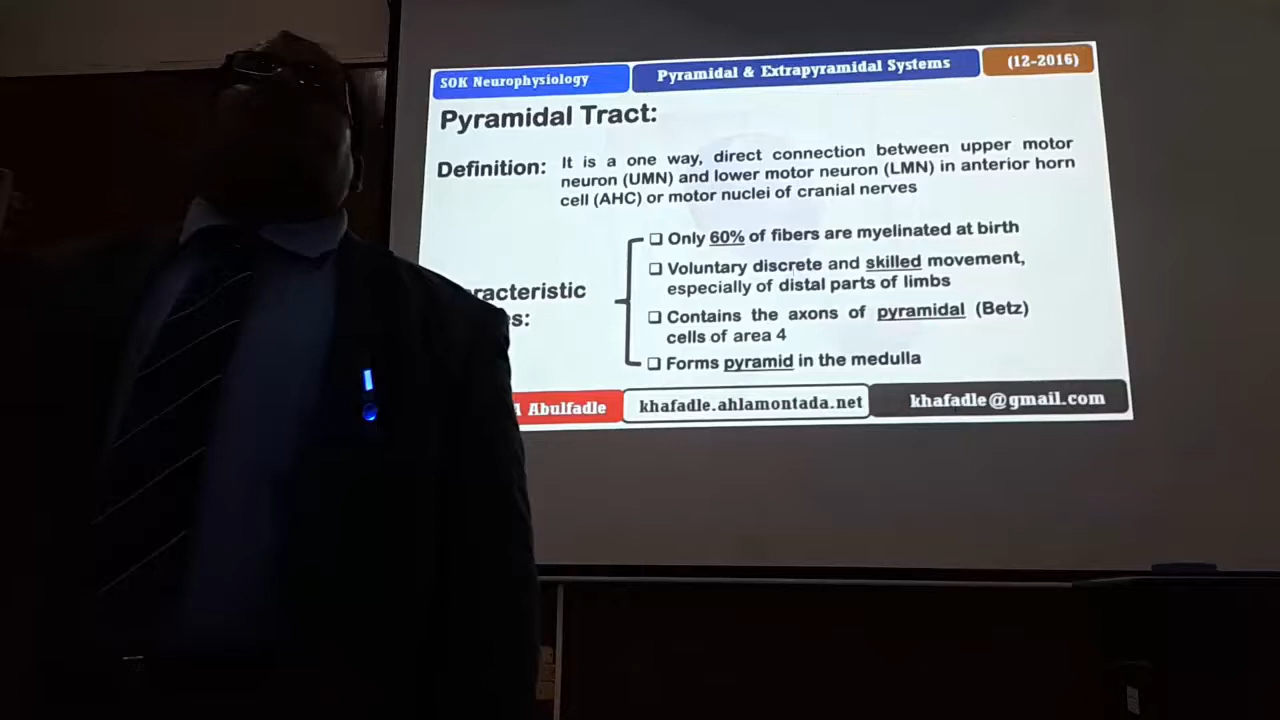 SOK Neurophysiology
Pyramidal & Extrapyramidal Systems
(12-2016)
Pyramidal Tract:
Definition:
It is a one way, direct connection between upper motor
neuron (UMN) and lower motor neuron (LMN) in anterior horn
cell (AHC) or motor nuclei of cranial nerves
racteristic
es:
❑ Only 60% of fibers are myelinated at birth
❑ Voluntary discrete and skilled movement,
especially of distal parts of limbs
❑ Contains the axons of pyramidal (Betz)
cells of area 4
❑ Forms pyramid in the medulla
Abulfadle
khafadle.ahlamontada.net
khafadle@gmail.com